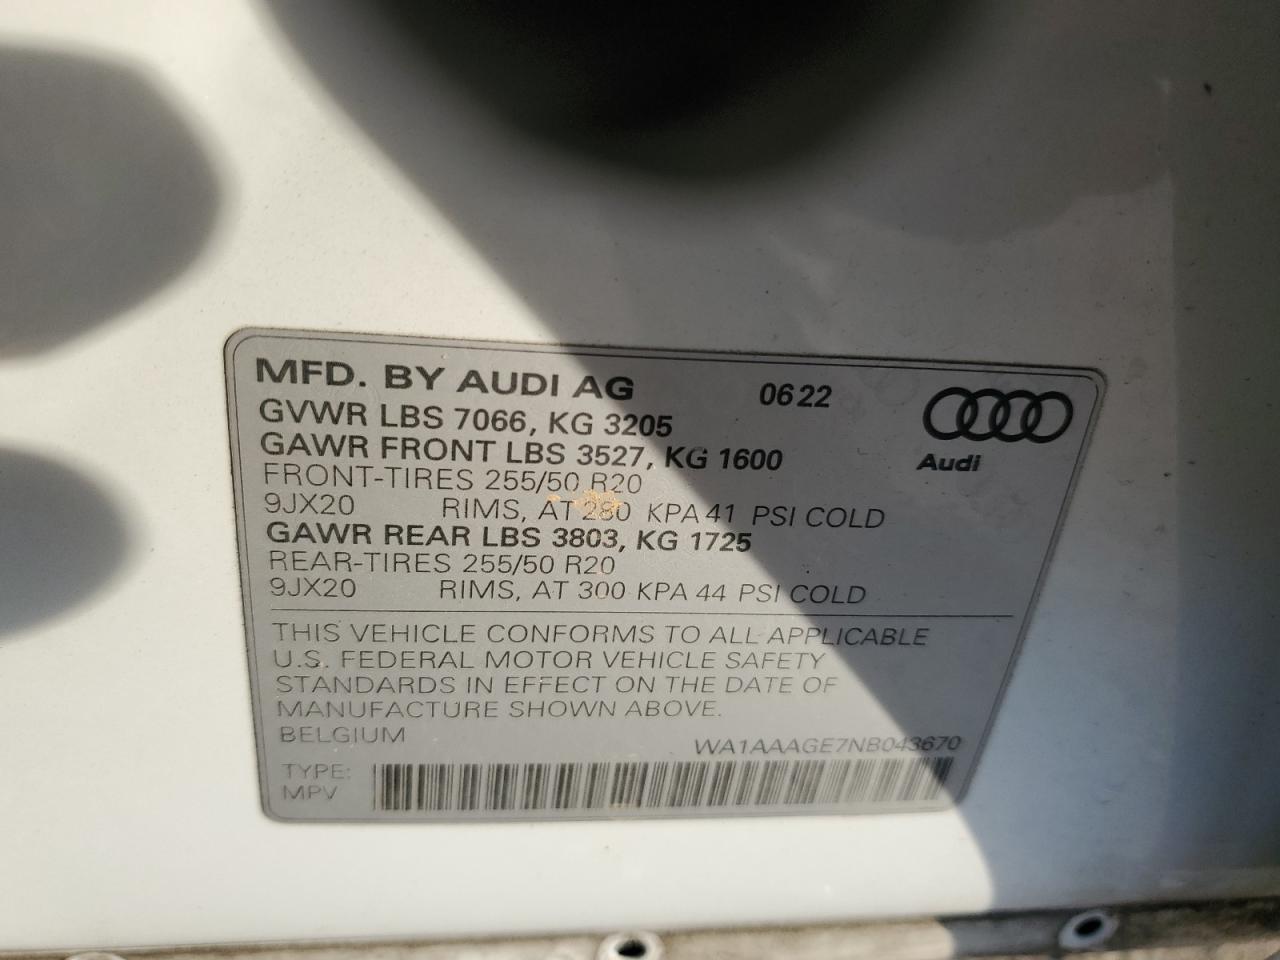 MFD. BY AUDI AG 0622
GVWR LBS 7066, KG 3205
GAWR FRONT LBS 3527, KG 1600
Audi
FRONT-TIRES 255/50 R20
9JX20 RIMS, AT 280 KPA 41 PSI COLD
GAWR REAR LBS 3803, KG 1725
REAR-TIRES 255/50 R20
9JX20 RIMS, AT 300 KPA 44 PSI COLD
THIS VEHICLE CONFORMS TO ALL APPLICABLE
U.S. FEDERAL MOTOR VEHICLE SAFETY
STANDARDS IN EFFECT ON THE DATE OF
MANUFACTURE SHOWN ABOVE.
BELGIUM WA1AAAGE7NB043670
TYPE:
MPV